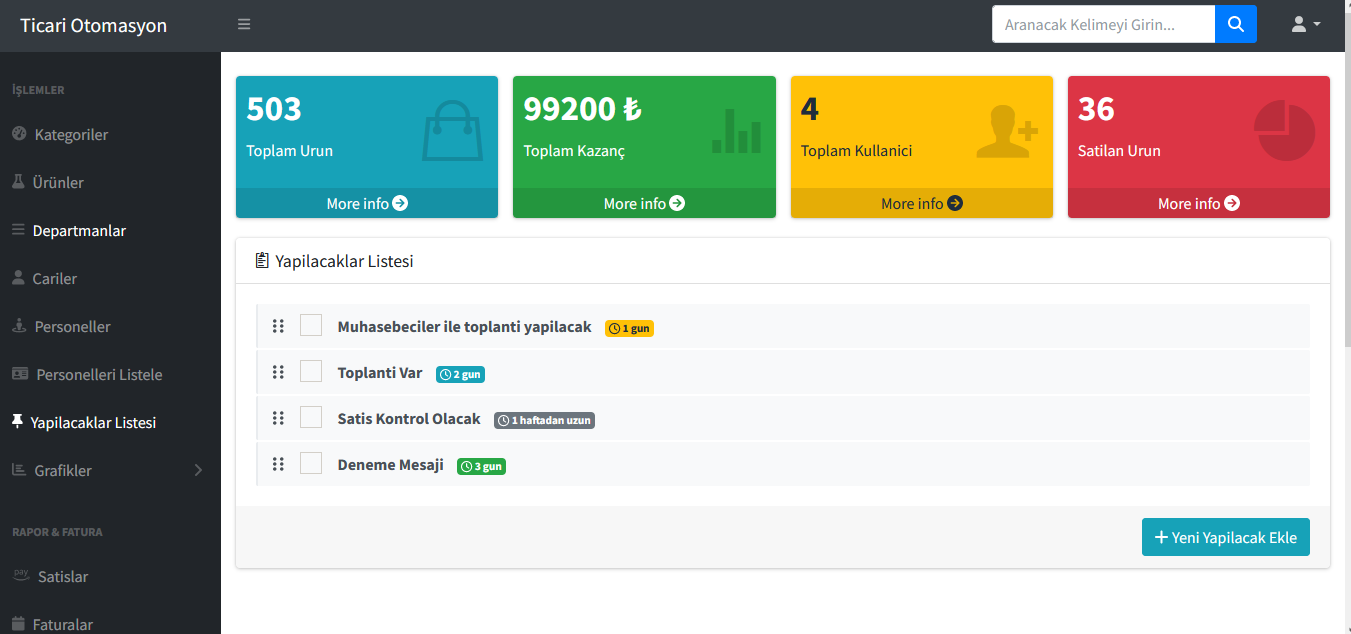 Ticari Otomasyon
Aranacak Kelimeyi Girin...
İŞLEMLER
Kategoriler
Ürünler
Departmanlar
Cariler
Personeller
Personelleri Listele
Yapilacaklar Listesi
Grafikler
RAPOR & FATURA
pay
Satislar
Faturalar
503
Toplam Urun
More info
99200 ₺
Toplam Kazanç
More info
4
Toplam Kullanici
More info
36
Satilan Urun
More info
Yapilacaklar Listesi
Muhasebeciler ile toplanti yapilacak 1 gun
Toplanti Var 2 gun
Satis Kontrol Olacak 1 haftadan uzun
Deneme Mesaji 3 gun
Yeni Yapilacak Ekle